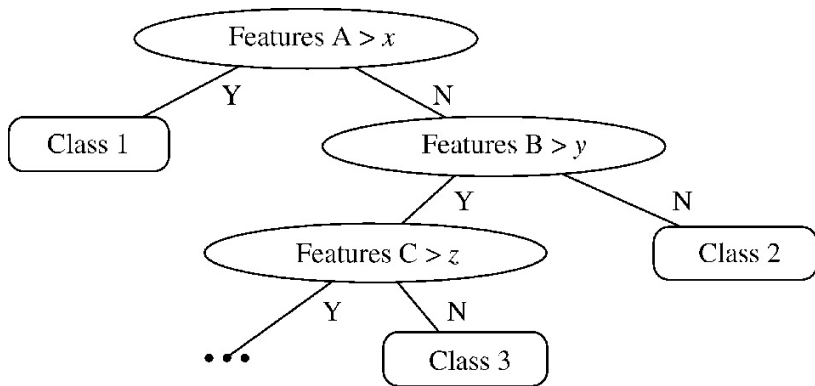 Features A > x
Y
N
Class 1
Features B > y
Y
N
Features C > z
Class 2
Y
N
...
Class 3